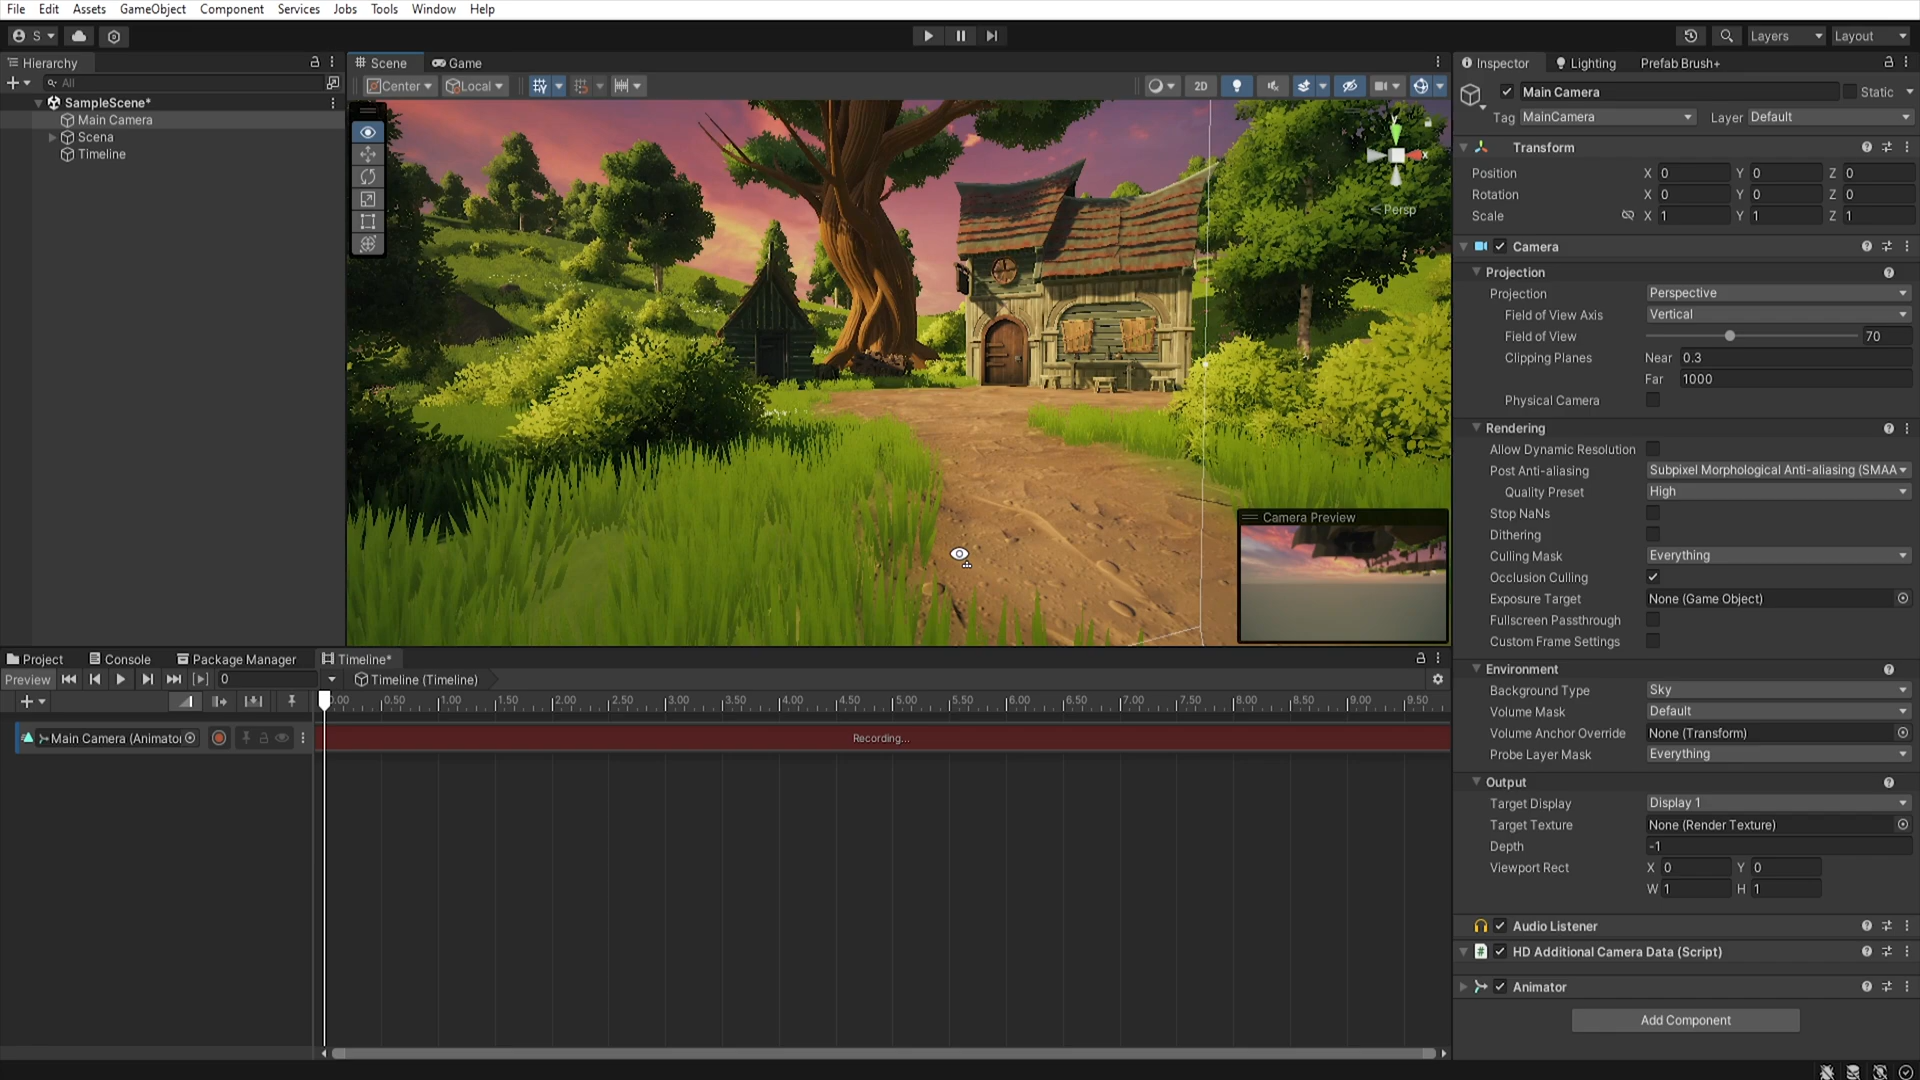 File Edit Assets GameObject Component Services Jobs Tools Window Help
S Layers Layout
Hierarchy
All
SampleScene*
Main Camera
Scena
Timeline
Scene Game
Center Local 2D
y
x
Persp
Camera Preview
Inspector Lighting Prefab Brush+
Main Camera Static
Tag MainCamera Layer Default
Transform
Position X 0 Y 0 Z 0
Rotation X 0 Y 0 Z 0
Scale X 1 Y 1 Z 1
Camera
Projection
Projection Perspective
Field of View Axis Vertical
Field of View 70
Clipping Planes Near 0.3
Far 1000
Physical Camera
Rendering
Allow Dynamic Resolution
Post Anti-aliasing Subpixel Morphological Anti-aliasing (SMAA
Quality Preset High
Stop NaNs
Dithering
Culling Mask Everything
Occlusion Culling
Exposure Target None (Game Object)
Fullscreen Passthrough
Custom Frame Settings
Environment
Background Type Sky
Volume Mask Default
Volume Anchor Override None (Transform)
Probe Layer Mask Everything
Output
Target Display Display 1
Target Texture None (Render Texture)
Depth -1
Viewport Rect X 0 Y 0
W 1 H 1
Audio Listener
# HD Additional Camera Data (Script)
Animator
Add Component
Project Console Package Manager Timeline*
Preview 0 Timeline (Timeline)
0.50 1.00 1.50 2.00 2.50 3.00 3.50 4.00 4.50 5.00 5.50 6.00 6.50 7.00 7.50 8.00 8.50 9.00 9.50
Main Camera (Animator Recording...